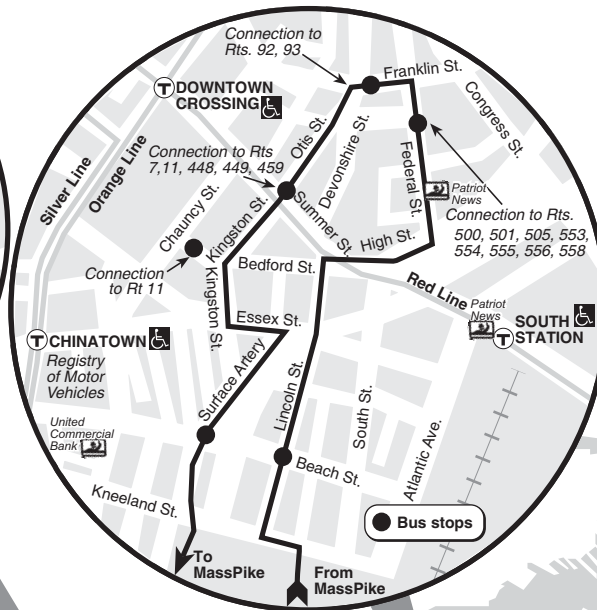 Connection to
Rts. 92, 93
Franklin St.
T DOWNTOWN
CROSSING
Congress St.
Otis St.
Devonshire St.
Connection to Rts
7,11, 448, 449, 459
Silver Line
Orange Line
Federal St.
Patriot
News
Chauncy St.
Kingston St.
Summer St.
Connection to Rts.
500, 501, 505, 553,
554, 555, 556, 558
High St.
Connection
to Rt 11
Bedford St.
Kingston St.
Red Line
Patriot
News
Essex St.
T SOUTH
STATION
T CHINATOWN
Registry
of Motor
Vehicles
Surface Artery
Lincoln St.
South St.
Atlantic Ave.
United
Commercial
Bank
Beach St.
Kneeland St.
Bus stops
To
MassPike
From
MassPike